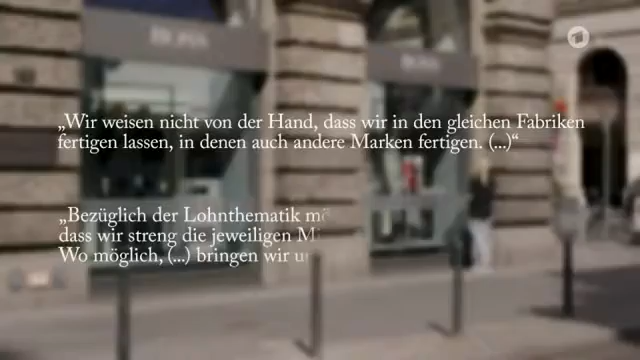 „Wir weisen nicht von der Hand, dass wir in den gleichen Fabriken
fertigen lassen, in denen auch andere Marken fertigen. (...)“
„Bezüglich der Lohnthematik
dass wir streng die jeweiligen
Wo möglich, (...) bringen wir